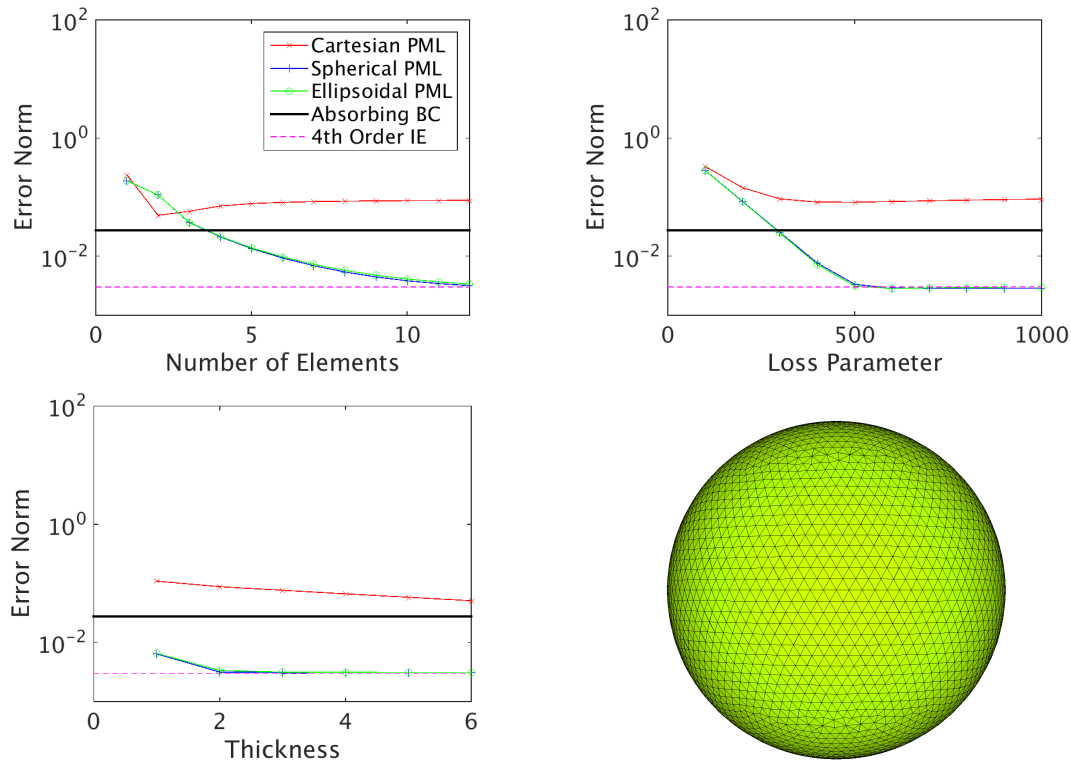 10^2
10^0
10^-2
Error Norm
Cartesian PML
Spherical PML
Ellipsoidal PML
Absorbing BC
4th Order IE
0
5
10
Number of Elements
10^2
10^0
10^-2
Error Norm
0
500
1000
Loss Parameter
10^2
10^0
10^-2
Error Norm
0
2
4
6
Thickness